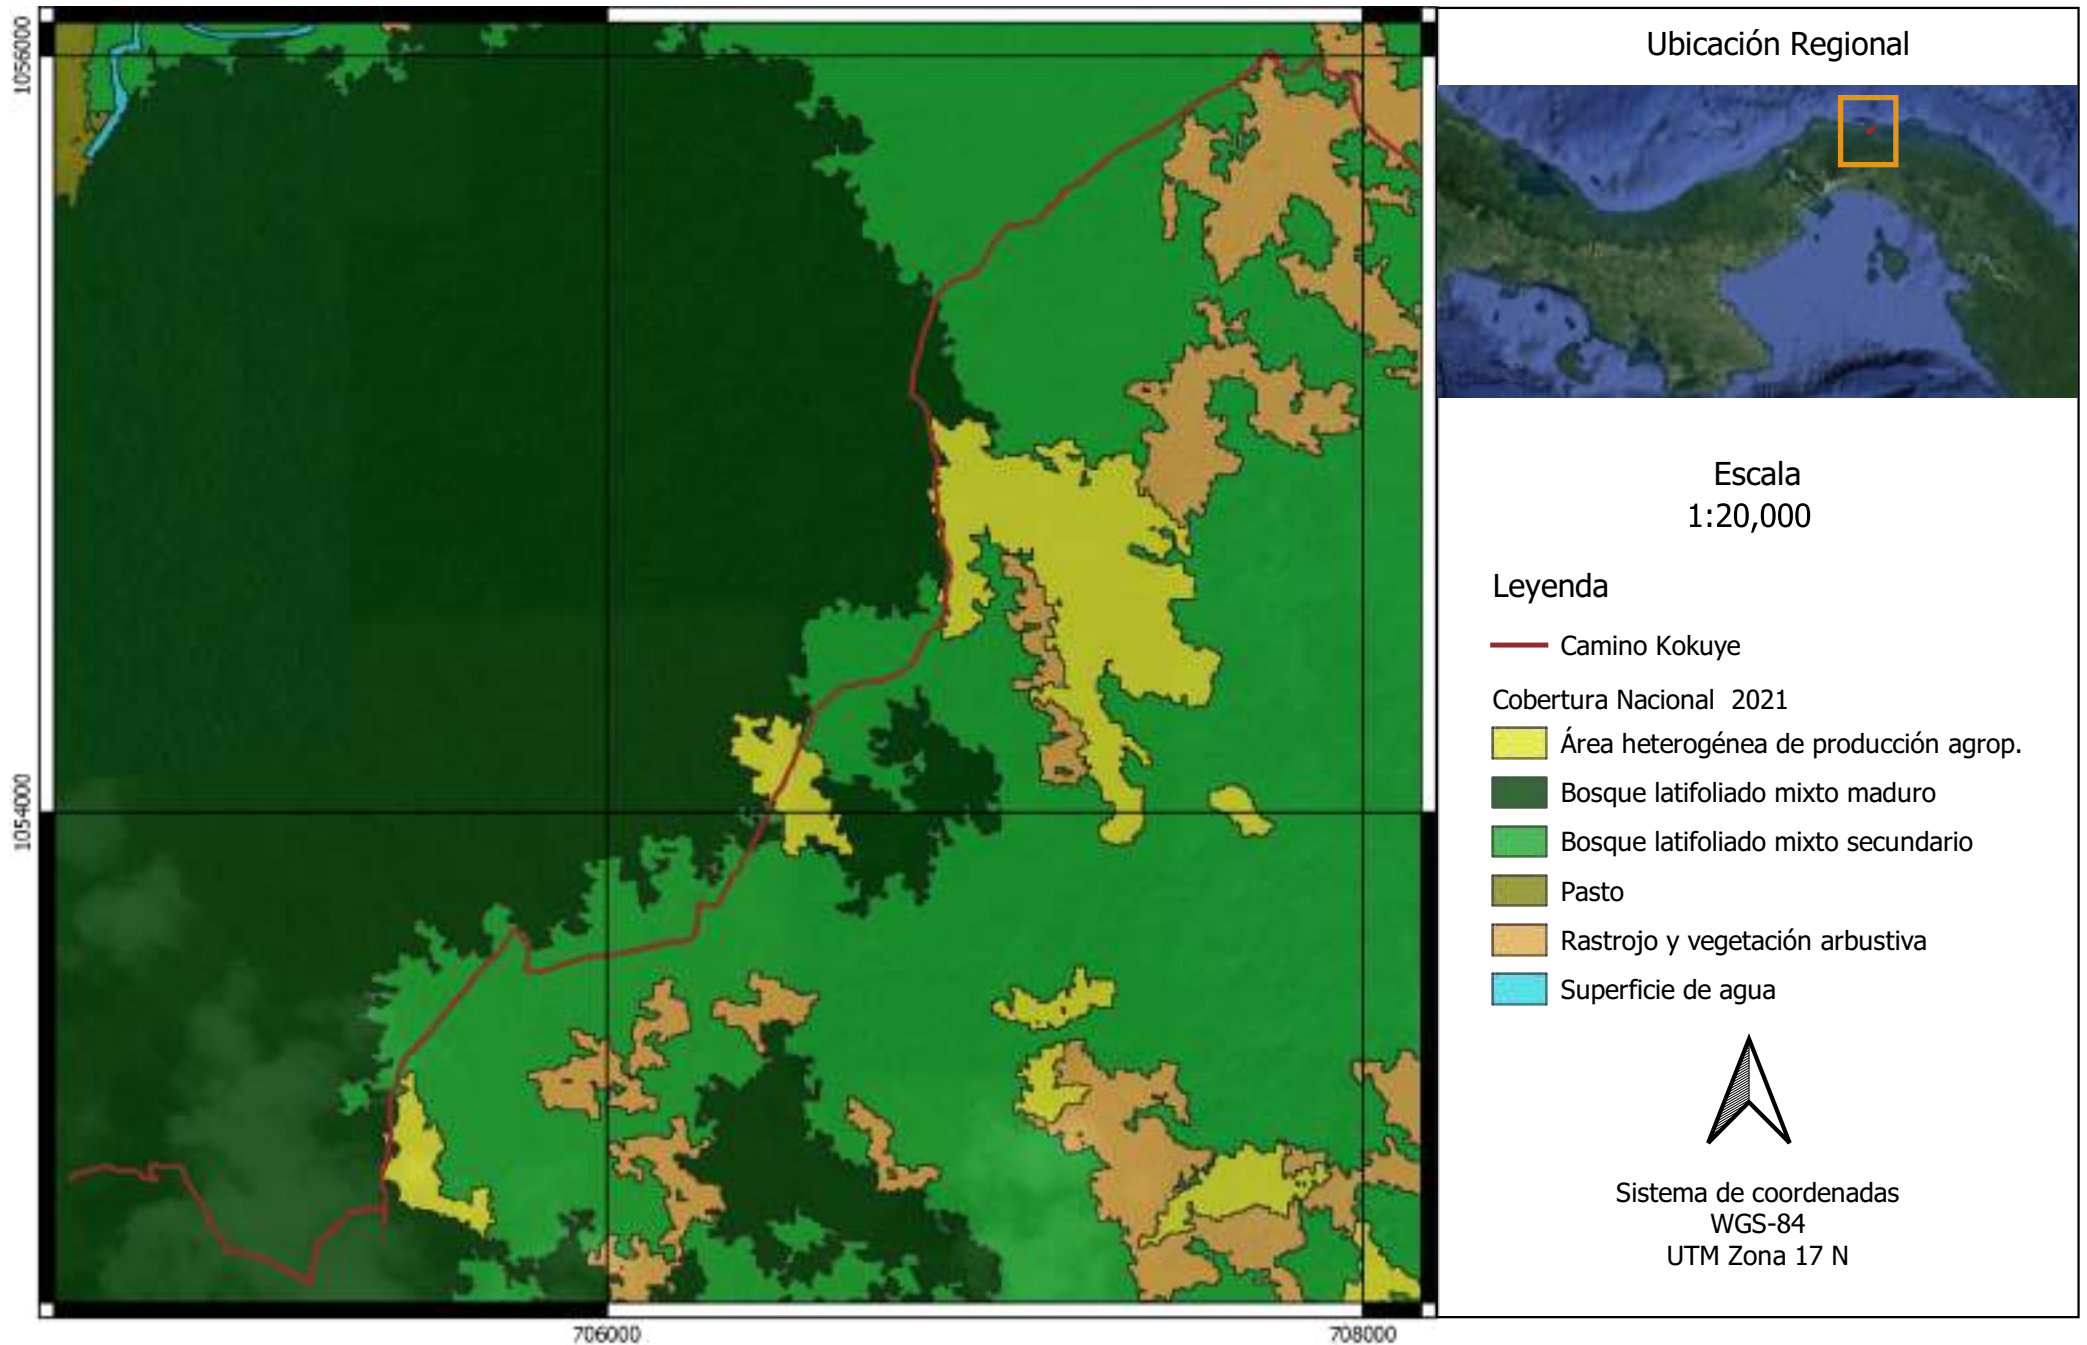 1056000
1054000
706000
708000
Ubicación Regional
Escala
1:20,000
Leyenda
Camino Kokuye
Cobertura Nacional 2021
Área heterogénea de producción agrop.
Bosque latifoliado mixto maduro
Bosque latifoliado mixto secundario
Pasto
Rastrojo y vegetación arbustiva
Superficie de agua
Sistema de coordenadas
WGS-84
UTM Zona 17 N